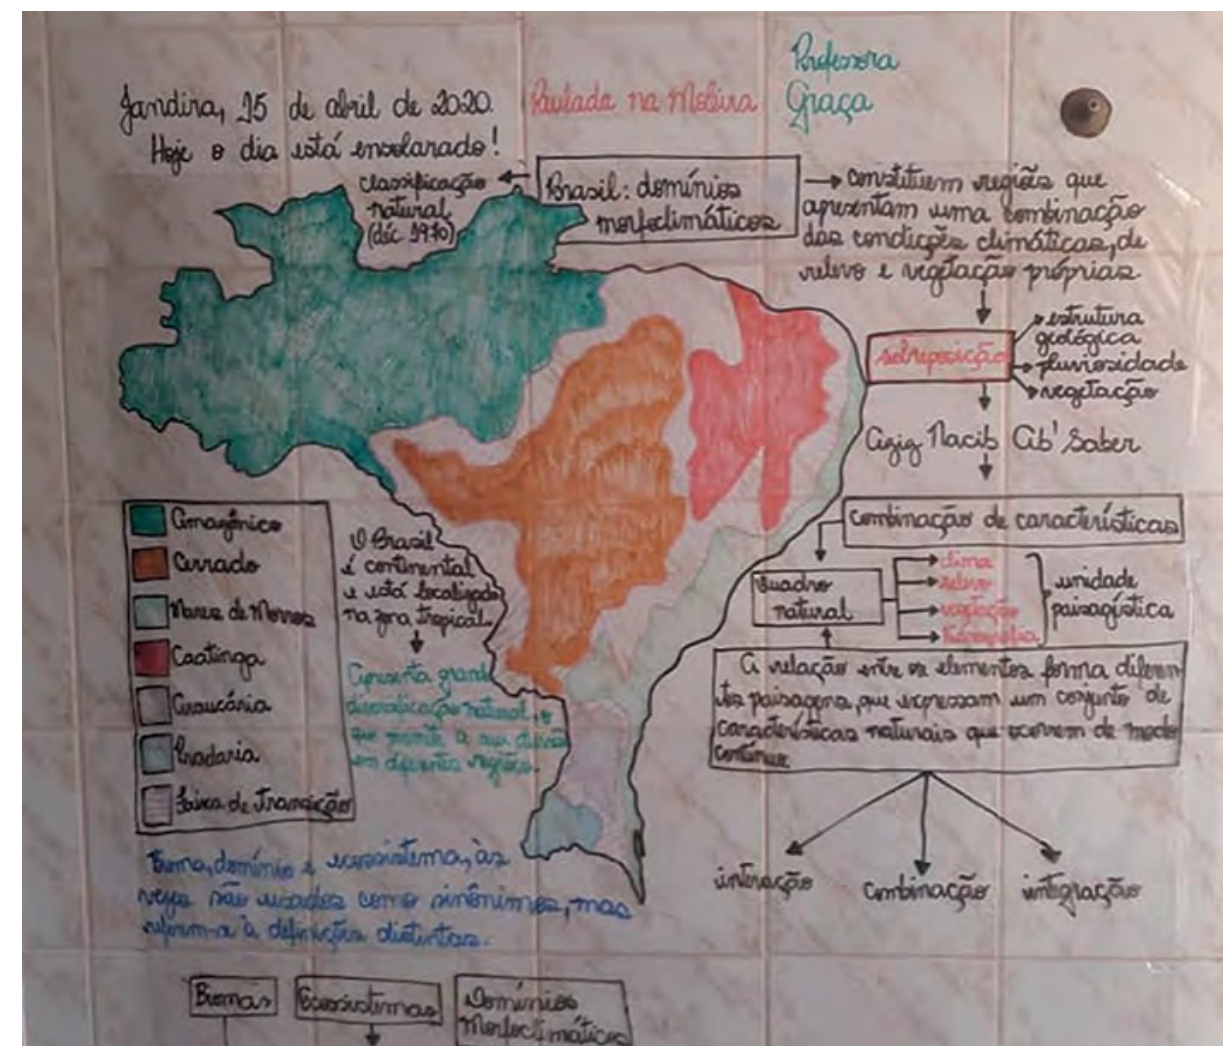 Professora
Graça
Jandira, 15 de abril de 2020.
Paulada na Moleira
Hoje o dia está ensolarado!
classificação
natural
(déc 1970)
Brasil: domínios
morfoclimáticos
constituem regiões que
apresentam uma combinação
das condições climáticas, de
relevo e vegetação próprias
sobreposição
estrutura
geológica
pluviosidade
vegetação
Aziz Nacib Ab' Saber
combinação de características
quadro
natural
clima
relevo
vegetação
hidrografia
unidade
paisagística
A relação entre os elementos forma diferen-
tes paisagens, que expressam um conjunto de
características naturais que ocorrem de modo
contínuo
interação
combinação
integração
Amazônico
Cerrado
Mares de Morros
Caatinga
Araucária
Pradaria
Faixa de Transição
O Brasil
é continental
e está localizado
na zona tropical.
Apresenta grande
diversificação natural, o
que permite a sua divisão
em diferentes regiões.
Bioma, domínio e ecossistema, às
vezes são usados como sinônimos, mas
referem-se à definições distintas.
Biomas
Ecossistemas
Domínios
Morfoclimáticos